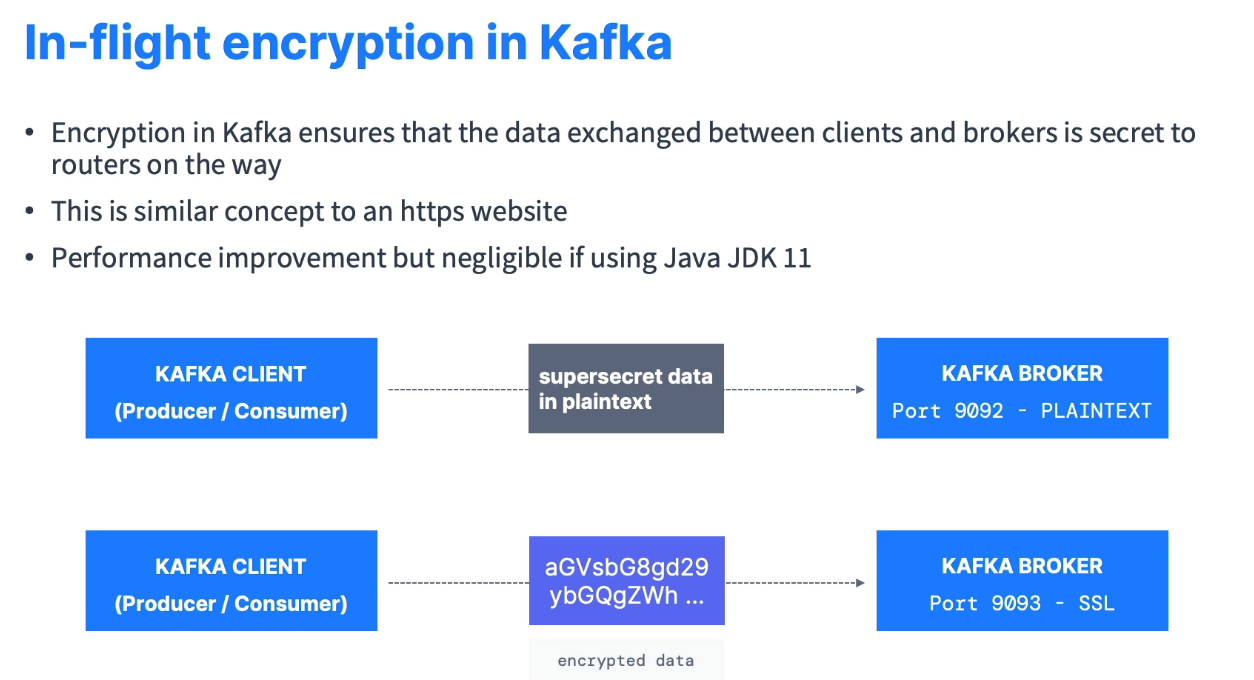 In-flight encryption in Kafka
• Encryption in Kafka ensures that the data exchanged between clients and brokers is secret to
routers on the way
• This is similar concept to an https website
• Performance improvement but negligible if using Java JDK 11
KAFKA CLIENT
(Producer / Consumer)
supersecret data
in plaintext
KAFKA BROKER
Port 9092 - PLAINTEXT
KAFKA CLIENT
(Producer / Consumer)
aGVsbG8gd29
ybGQgZWh ...
encrypted data
KAFKA BROKER
Port 9093 - SSL